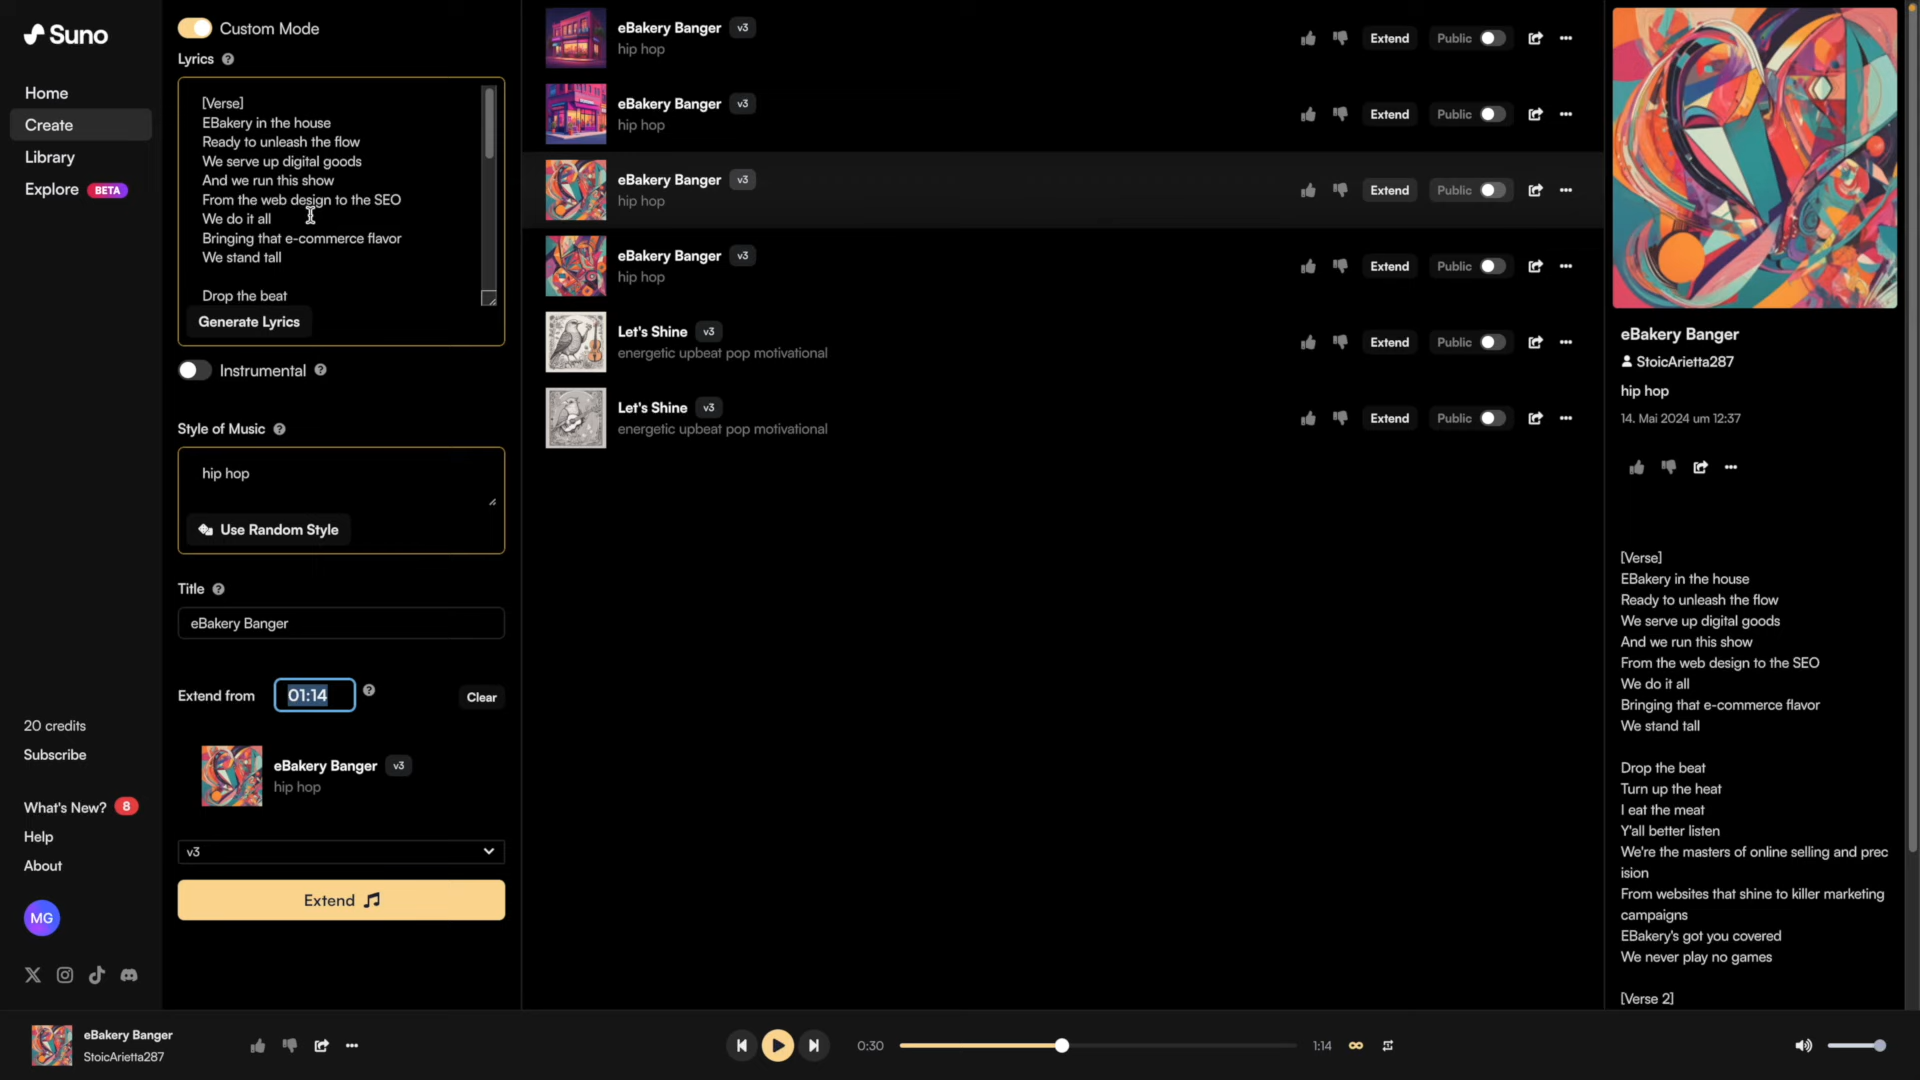 Suno
Home
Create
Library
Explore BETA
20 credits
Subscribe
What's New? 8
Help
About
MG
Custom Mode
Lyrics
[Verse]
EBakery in the house
Ready to unleash the flow
We serve up digital goods
And we run this show
From the web design to the SEO
We do it all
Bringing that e-commerce flavor
We stand tall
Drop the beat
Generate Lyrics
Instrumental
Style of Music
hip hop
Use Random Style
Title
eBakery Banger
Extend from 01:14 Clear
eBakery Banger v3
hip hop
v3
Extend
eBakery Banger v3
hip hop
Extend Public
eBakery Banger v3
hip hop
Extend Public
eBakery Banger v3
hip hop
Extend Public
eBakery Banger v3
hip hop
Extend Public
Let's Shine v3
energetic upbeat pop motivational
Extend Public
Let's Shine v3
energetic upbeat pop motivational
Extend Public
eBakery Banger
StoicArietta287
hip hop
14. Mai 2024 um 12:37
[Verse]
EBakery in the house
Ready to unleash the flow
We serve up digital goods
And we run this show
From the web design to the SEO
We do it all
Bringing that e-commerce flavor
We stand tall
Drop the beat
Turn up the heat
I eat the meat
Y'all better listen
We're the masters of online selling and prec
ision
From websites that shine to killer marketing
campaigns
EBakery's got you covered
We never play no games
[Verse 2]
eBakery Banger
StoicArietta287
0:30
1:14